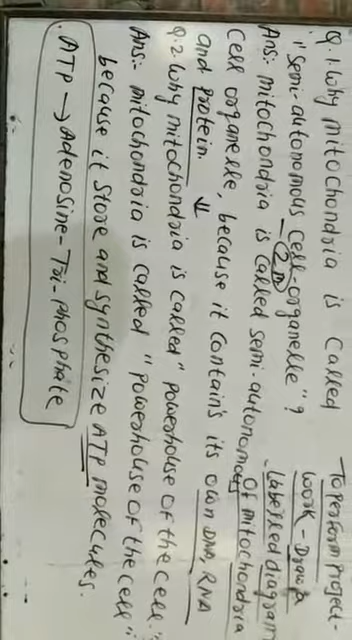 Q.1. Why mitochondria is called
"Semi-autonomous Cell-organelle"?
— (2M)
Ans: mitochondria is called semi-autonomous
Cell organelle, because it contain's its own DNA, RNA
and protein. ↓
Q.2. Why mitochondria is called "powerhouse of the cell."
Ans:- mitochondria is called "powerhouse of the cell":
because it store and synthesize ATP molecules.
ATP → Adenosine-Tri-phosphate
→ To perform project-
work - Draw a
Labelled diagram
of mitochondria